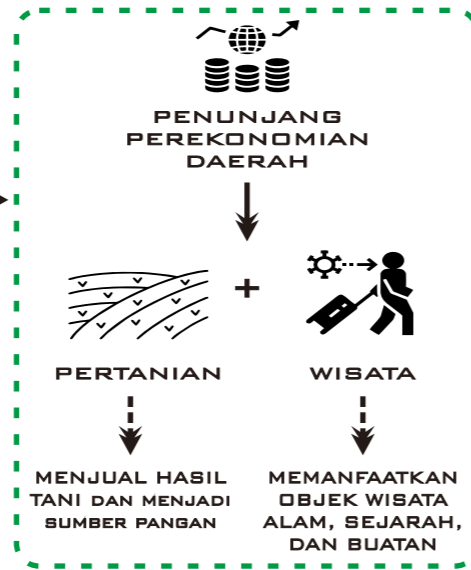 PENUNJANG
PEREKONOMIAN
DAERAH
+
PERTANIAN
WISATA
MENJUAL HASIL
TANI DAN MENJADI
SUMBER PANGAN
MEMANFAATKAN
OBJEK WISATA
ALAM, SEJARAH,
DAN BUATAN